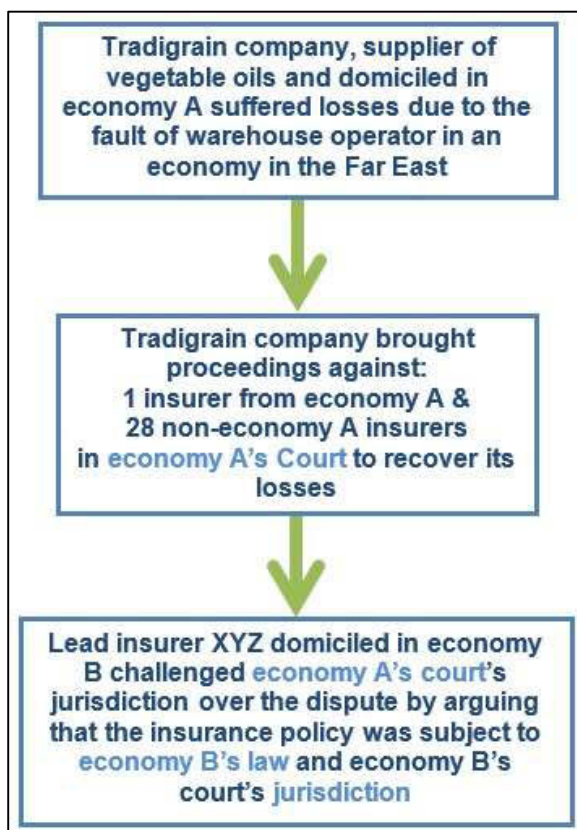 Tradigrain company, supplier of
vegetable oils and domiciled in
economy A suffered losses due to the
fault of warehouse operator in an
economy in the Far East
Tradigrain company brought
proceedings against:
1 insurer from economy A &
28 non-economy A insurers
in economy A's Court to recover its
losses
Lead insurer XYZ domiciled in economy
B challenged economy A's court's
jurisdiction over the dispute by arguing
that the insurance policy was subject to
economy B's law and economy B's
court's jurisdiction